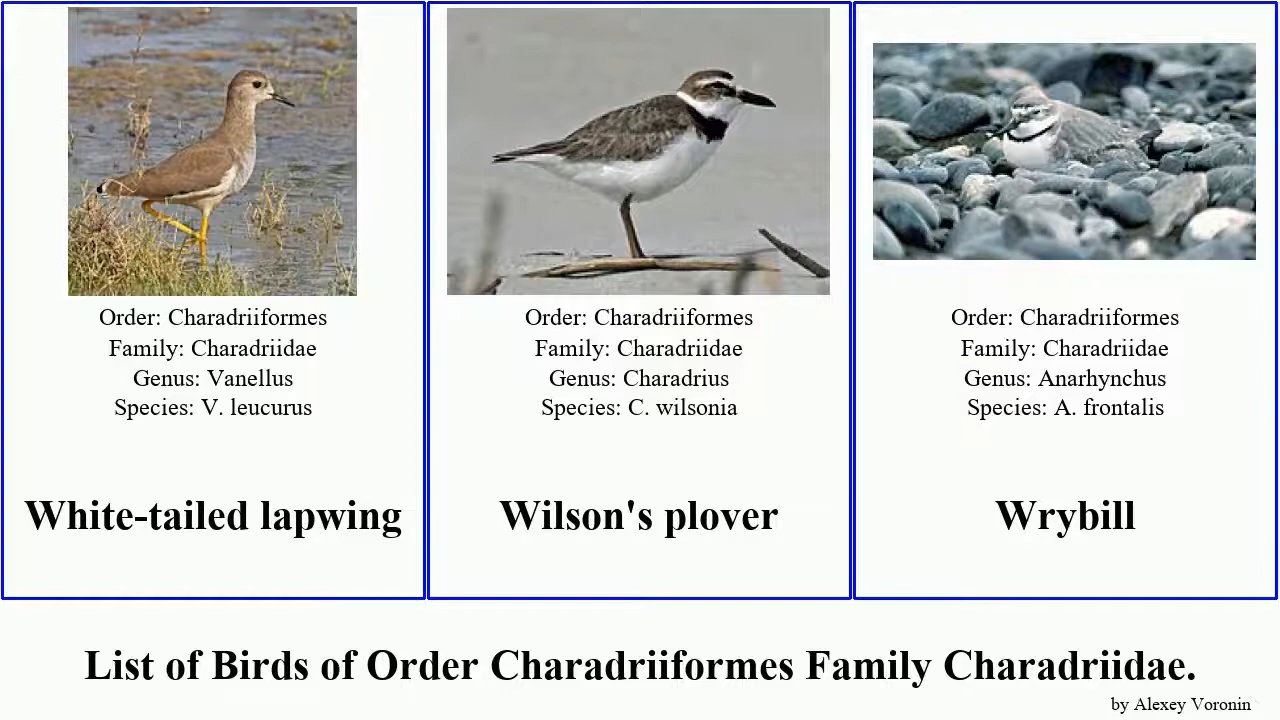 Order: Charadriiformes
Family: Charadriidae
Genus: Vanellus
Species: V. leucurus
White-tailed lapwing
Order: Charadriiformes
Family: Charadriidae
Genus: Charadrius
Species: C. wilsonia
Wilson's plover
Order: Charadriiformes
Family: Charadriidae
Genus: Anarhynchus
Species: A. frontalis
Wrybill
List of Birds of Order Charadriiformes Family Charadriidae.
by Alexey Voronin